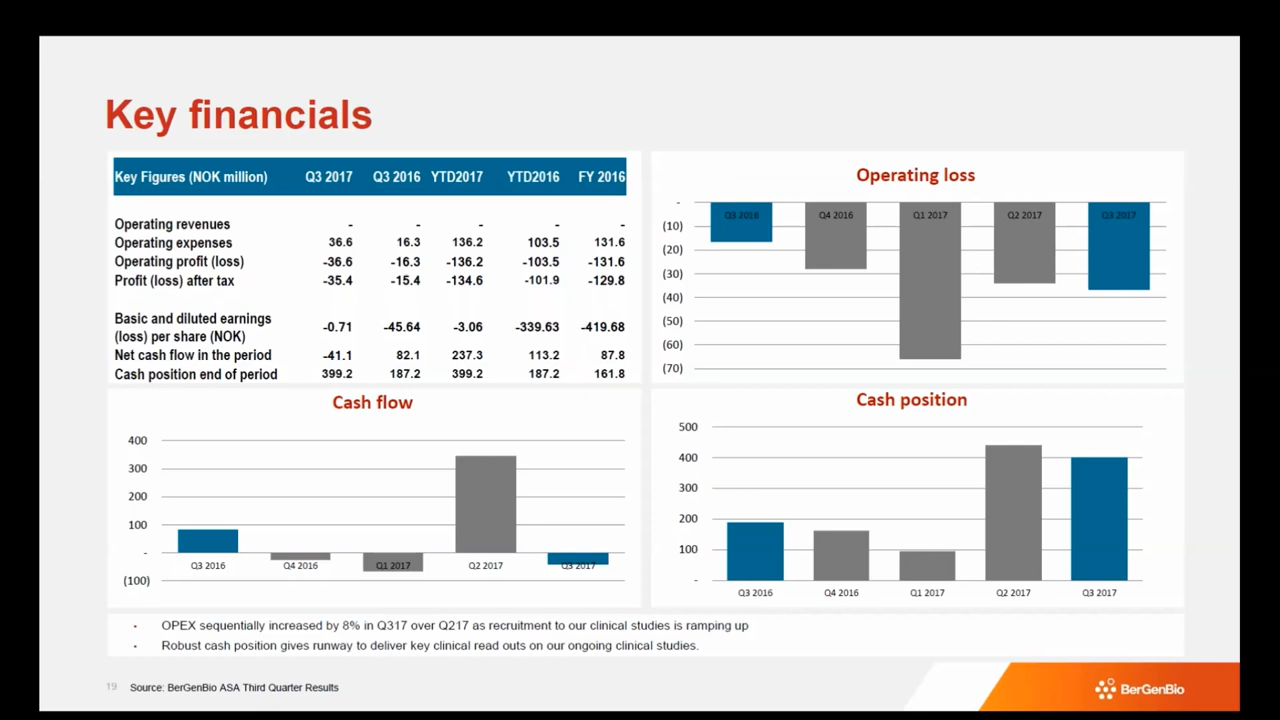 Key financials
Key Figures (NOK million) Q3 2017 Q3 2016 YTD2017 YTD2016 FY 2016
Operating revenues - - - - -
Operating expenses 36.6 16.3 136.2 103.5 131.6
Operating profit (loss) -36.6 -16.3 -136.2 -103.5 -131.6
Profit (loss) after tax -35.4 -15.4 -134.6 -101.9 -129.8
Basic and diluted earnings
(loss) per share (NOK) -0.71 -45.64 -3.06 -339.63 -419.68
Net cash flow in the period -41.1 82.1 237.3 113.2 87.8
Cash position end of period 399.2 187.2 399.2 187.2 161.8
Operating loss
-
Q3 2016 Q4 2016 Q1 2017 Q2 2017 Q3 2017
(10)
(20)
(30)
(40)
(50)
(60)
(70)
Cash flow
400
300
200
100
-
Q3 2016 Q4 2016 Q1 2017 Q2 2017 Q3 2017
(100)
Cash position
500
400
300
200
100
-
Q3 2016 Q4 2016 Q1 2017 Q2 2017 Q3 2017
• OPEX sequentially increased by 8% in Q317 over Q217 as recruitment to our clinical studies is ramping up
• Robust cash position gives runway to deliver key clinical read outs on our ongoing clinical studies.
19 Source: BerGenBio ASA Third Quarter Results
BerGenBio